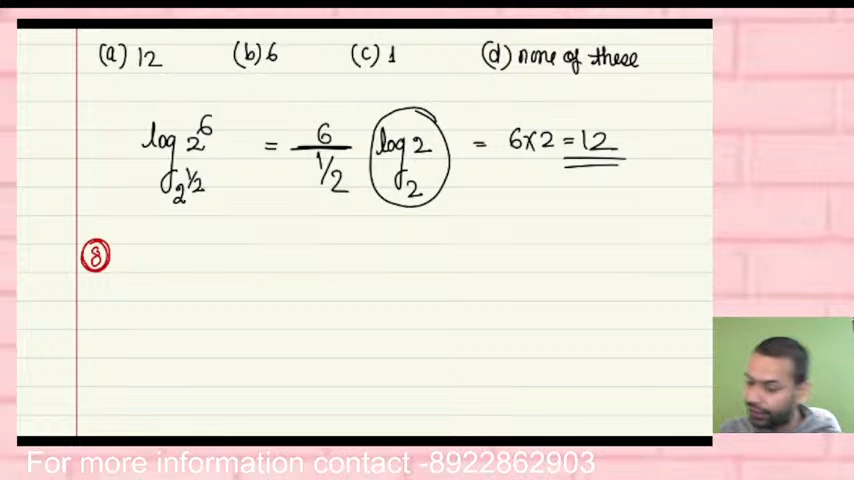 (a) 12 (b) 6 (c) 1 (d) none of these
log_{2^{1/2}} 2^6 = 6/(1/2) log_2 2 = 6×2 = 12
8
For more information contact -8922862903